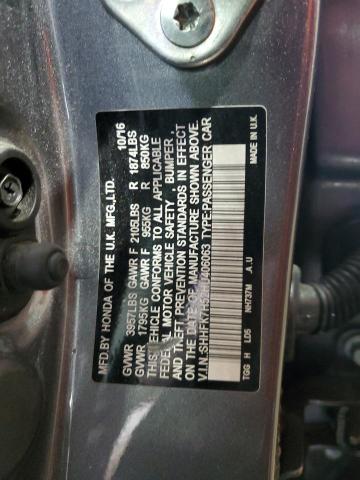 MFD.BY HONDA OF THE U.K. MFG.,LTD. 10/16
GVWR 3957LBS GAWR F 2105LBS R 1874LBS
GVWR 1795KG GAWR F 955KG R 850KG
THIS VEHICLE CONFORMS TO ALL APPLICABLE
FEDERAL MOTOR VEHICLE SAFETY , BUMPER ,
AND THEFT PREVENTION STANDARDS IN EFFECT
ON THE DATE OF MANUFACTURE SHOWN ABOVE.
V.I.N.: TYPE:PASSENGER CAR
TGG H LD5 NH737M A.U MADE IN U.K.